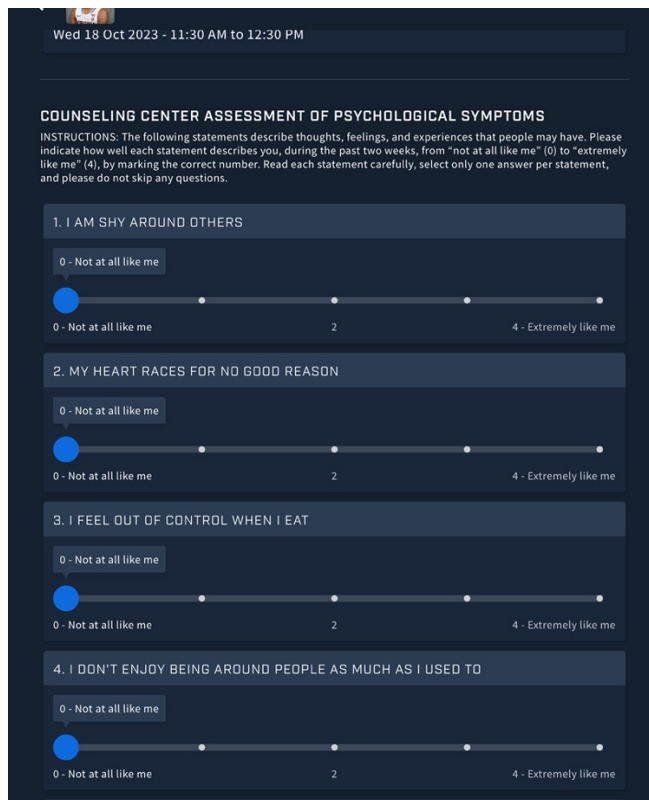 Wed 18 Oct 2023 - 11:30 AM to 12:30 PM
COUNSELING CENTER ASSESSMENT OF PSYCHOLOGICAL SYMPTOMS
INSTRUCTIONS: The following statements describe thoughts, feelings, and experiences that people may have. Please
indicate how well each statement describes you, during the past two weeks, from “not at all like me” (0) to “extremely
like me” (4), by marking the correct number. Read each statement carefully, select only one answer per statement,
and please do not skip any questions.
1. I AM SHY AROUND OTHERS
0 - Not at all like me
0 - Not at all like me 2 4 - Extremely like me
2. MY HEART RACES FOR NO GOOD REASON
0 - Not at all like me
0 - Not at all like me 2 4 - Extremely like me
3. I FEEL OUT OF CONTROL WHEN I EAT
0 - Not at all like me
0 - Not at all like me 2 4 - Extremely like me
4. I DON'T ENJOY BEING AROUND PEOPLE AS MUCH AS I USED TO
0 - Not at all like me
0 - Not at all like me 2 4 - Extremely like me